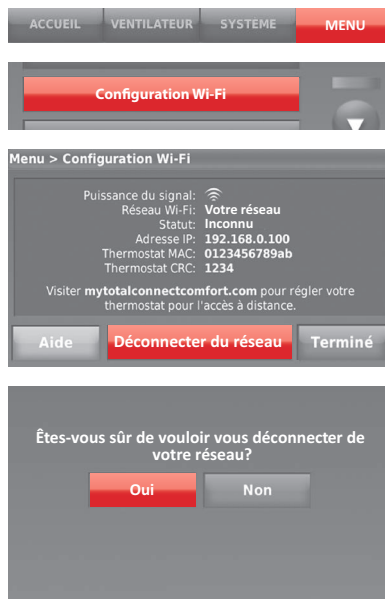 ACCUEIL VENTILATEUR SYSTÈME MENU
Configuration Wi-Fi
Menu > Configuration Wi-Fi
Puissance du signal:
Réseau Wi-Fi: Votre réseau
Statut: Inconnu
Adresse IP: 192.168.0.100
Thermostat MAC: 0123456789ab
Thermostat CRC: 1234
Visiter mytotalconnectcomfort.com pour régler votre
thermostat pour l'accès à distance.
Aide Déconnecter du réseau Terminé
Êtes-vous sûr de vouloir vous déconnecter de
votre réseau?
Oui Non